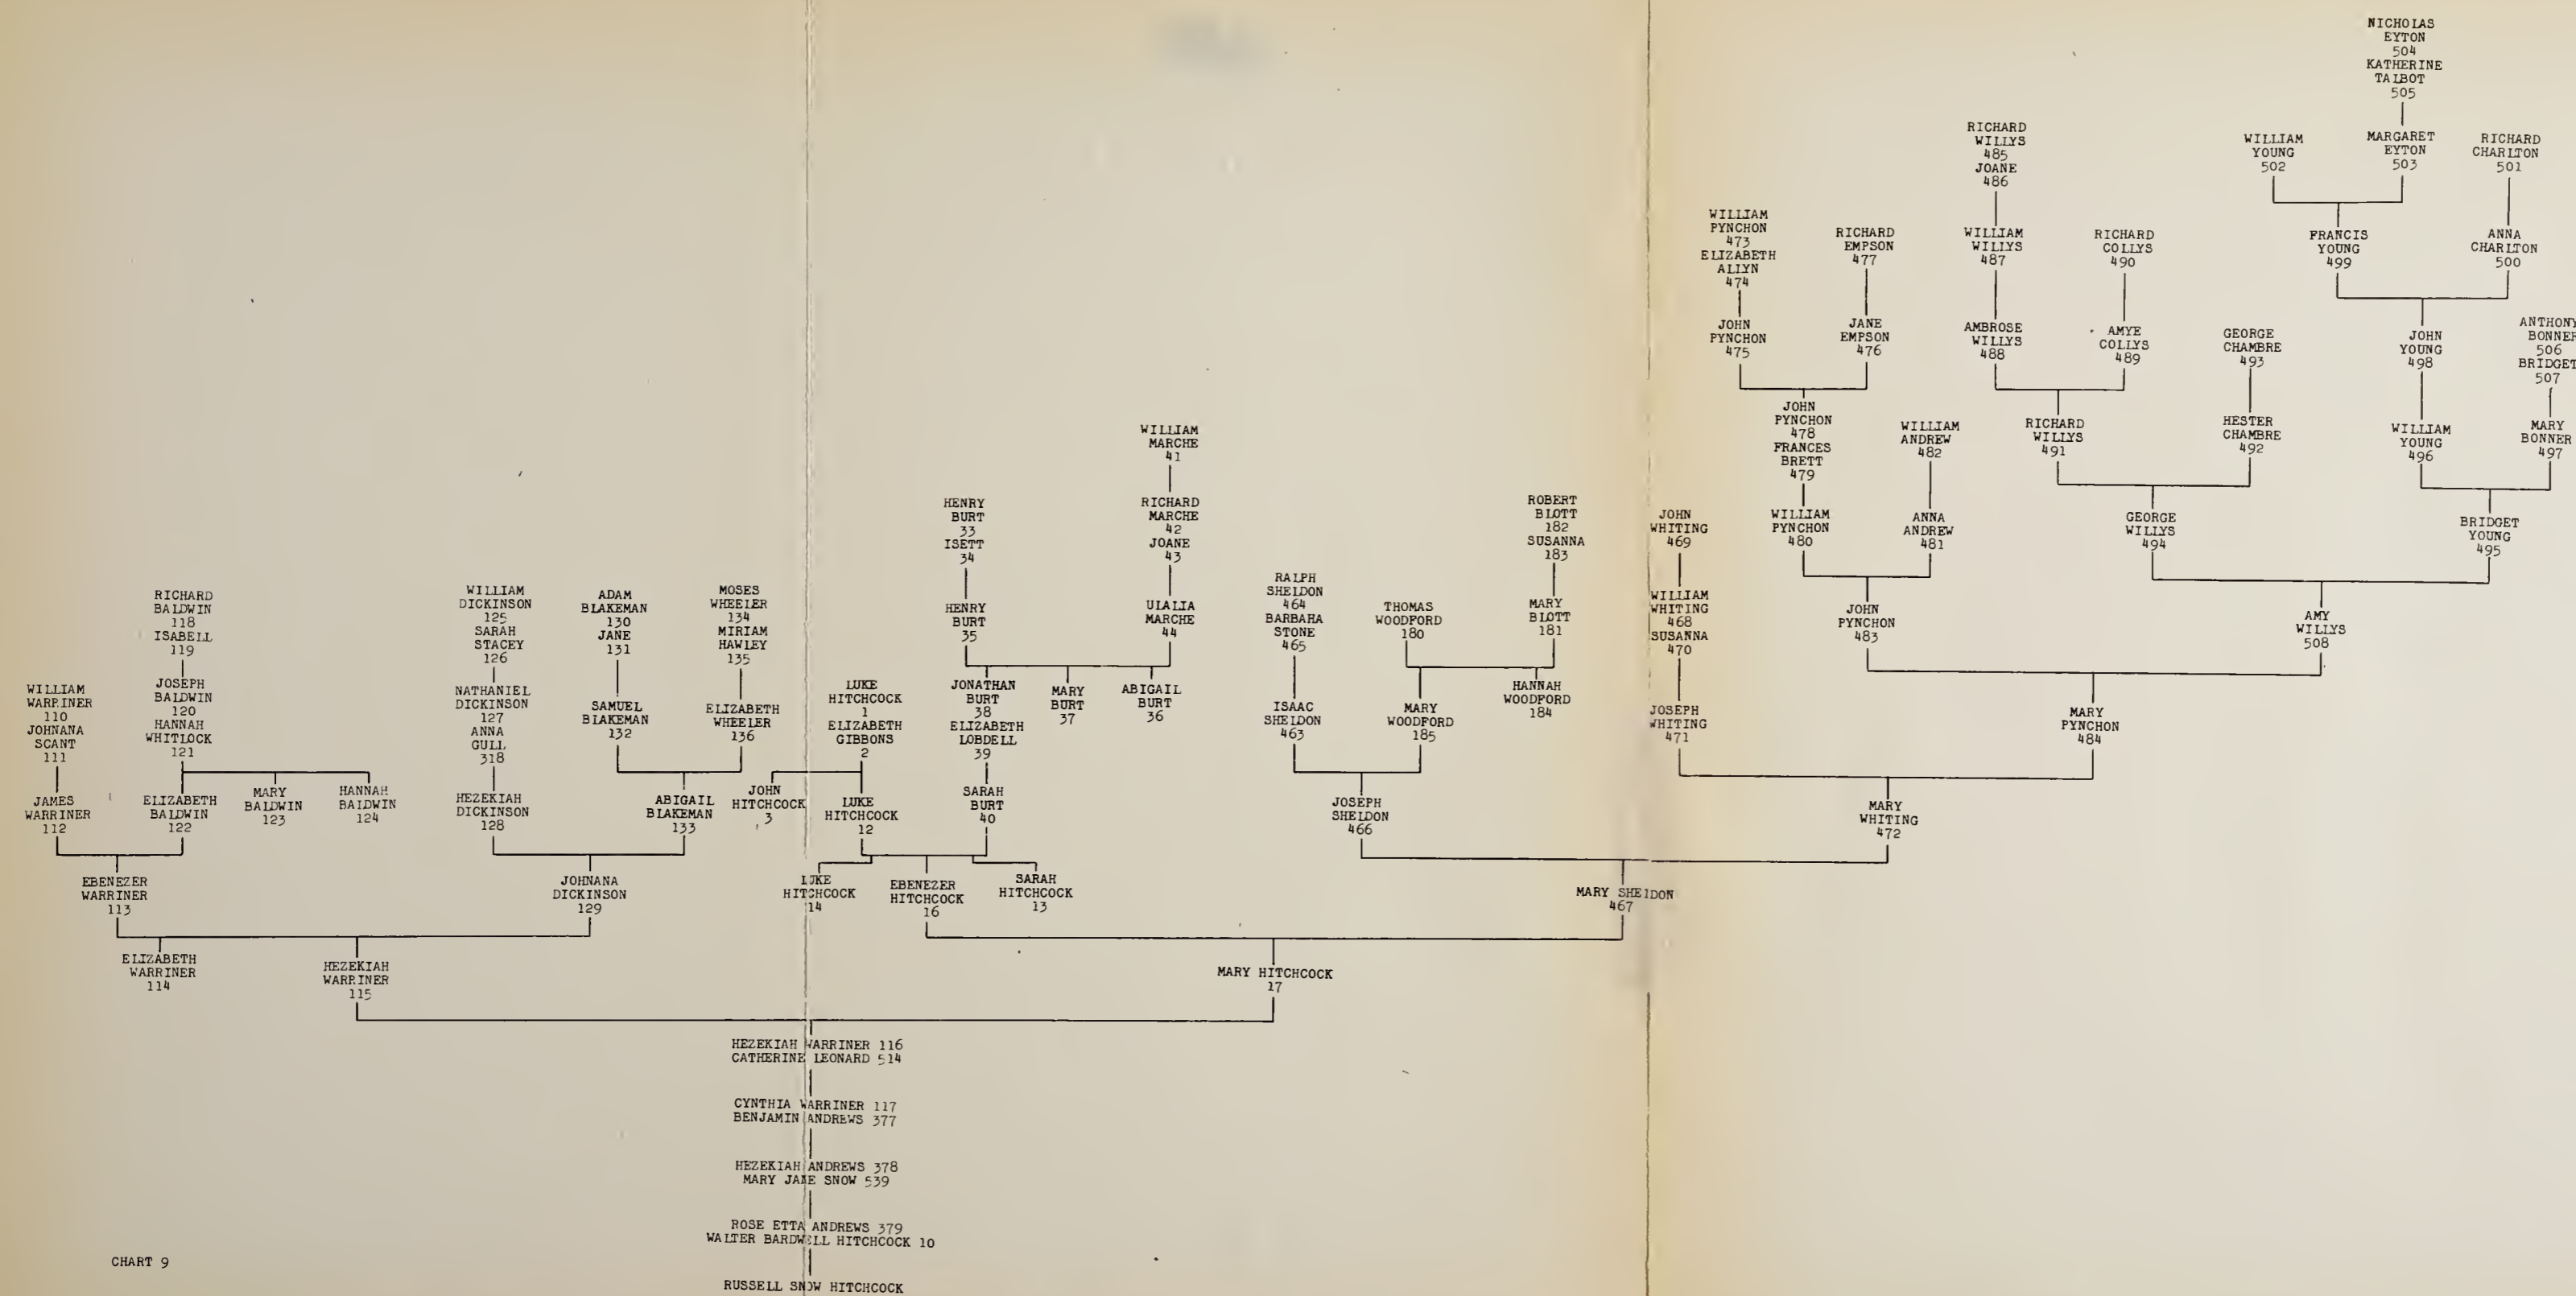 NICHOLAS
EYTON
504
KATHERINE
TALBOT
505
RICHARD
WILLYS
485
JOANE
486
WILLIAM
YOUNG
502
MARGARET
EYTON
503
RICHARD
CHARLTON
501
WILLIAM
PYNCHON
473
ELIZABETH
ALLYN
474
RICHARD
EMPSON
477
WILLIAM
WILLYS
487
RICHARD
COLLYS
490
FRANCIS
YOUNG
499
ANNA
CHARLTON
500
JOHN
PYNCHON
475
JANE
EMPSON
476
AMBROSE
WILLYS
488
AMYE
COLLYS
489
GEORGE
CHAMBRE
493
JOHN
YOUNG
498
ANTHONY
BONNER
506
BRIDGET
507
JOHN
PYNCHON
478
FRANCES
BRETT
479
WILLIAM
ANDREW
482
RICHARD
WILLYS
491
HESTER
CHAMBRE
492
WILLIAM
YOUNG
496
MARY
BONNER
497
WILLIAM
MARCHE
41
HENRY
BURT
33
ISETT
34
RICHARD
MARCHE
42
JOANE
43
ROBERT
BLOTT
182
SUSANNA
183
JOHN
WHITING
469
WILLIAM
PYNCHON
480
ANNA
ANDREW
481
GEORGE
WILLYS
494
BRIDGET
YOUNG
495
RICHARD
BALDWIN
118
ISABELL
119
WILLIAM
DICKINSON
125
SARAH
STACEY
126
ADAM
BLAKEMAN
130
JANE
131
MOSES
WHEELER
134
MIRIAM
HAWLEY
135
HENRY
BURT
35
ULALIA
MARCHE
44
RALPH
SHELDON
464
BARBAHA
STONE
465
THOMAS
WOODFORD
180
MARY
BLOTT
181
WILLIAM
WHITING
468
SUSANNA
470
JOHN
PYNCHON
483
AMY
WILLYS
508
WILLIAM
WARRINER
110
JOHNANA
SCANT
111
JOSEPH
BALDWIN
120
HANNAH
WHITLOCK
121
NATHANIEL
DICKINSON
127
ANNA
GULL
318
SAMUEL
BLAKEMAN
132
ELIZABETH
WHEELER
136
LUKE
HITCHCOCK
1
ELIZABETH
GIBBONS
2
JONATHAN
BURT
38
ELIZABETH
LOBDELL
39
MARY
BURT
37
ABIGAIL
BURT
36
ISAAC
SHELDON
463
MARY
WOODFORD
185
HANNAH
WOODFORD
184
JOSEPH
WHITING
471
MARY
PYNCHON
484
JAMES
WARRINER
112
ELIZABETH
BALDWIN
122
MARY
BALDWIN
123
HANNAH
BALDWIN
124
HEZEKIAH
DICKINSON
128
ABIGAIL
BLAKEMAN
133
JOHN
HITCHCOCK
3
LUKE
HITCHCOCK
12
SARAH
BURT
40
JOSEPH
SHELDON
466
MARY
WHITING
472
EBENEZER
WARRINER
113
JOHNANA
DICKINSON
129
LUKE
HITCHCOCK
14
EBENEZER
HITCHCOCK
16
SARAH
HITCHCOCK
13
MARY SHELDON
467
ELIZABETH
WARRINER
114
HEZEKIAH
WARRINER
115
MARY HITCHCOCK
17
HEZEKIAH WARRINER 116
CATHERINE LEONARD 514
CYNTHIA WARRINER 117
BENJAMIN ANDREWS 377
HEZEKIAH ANDREWS 378
MARY JANE SNOW 539
ROSE ETTA ANDREWS 379
WALTER BARDWELL HITCHCOCK 10
RUSSELL SNOW HITCHCOCK
CHART 9